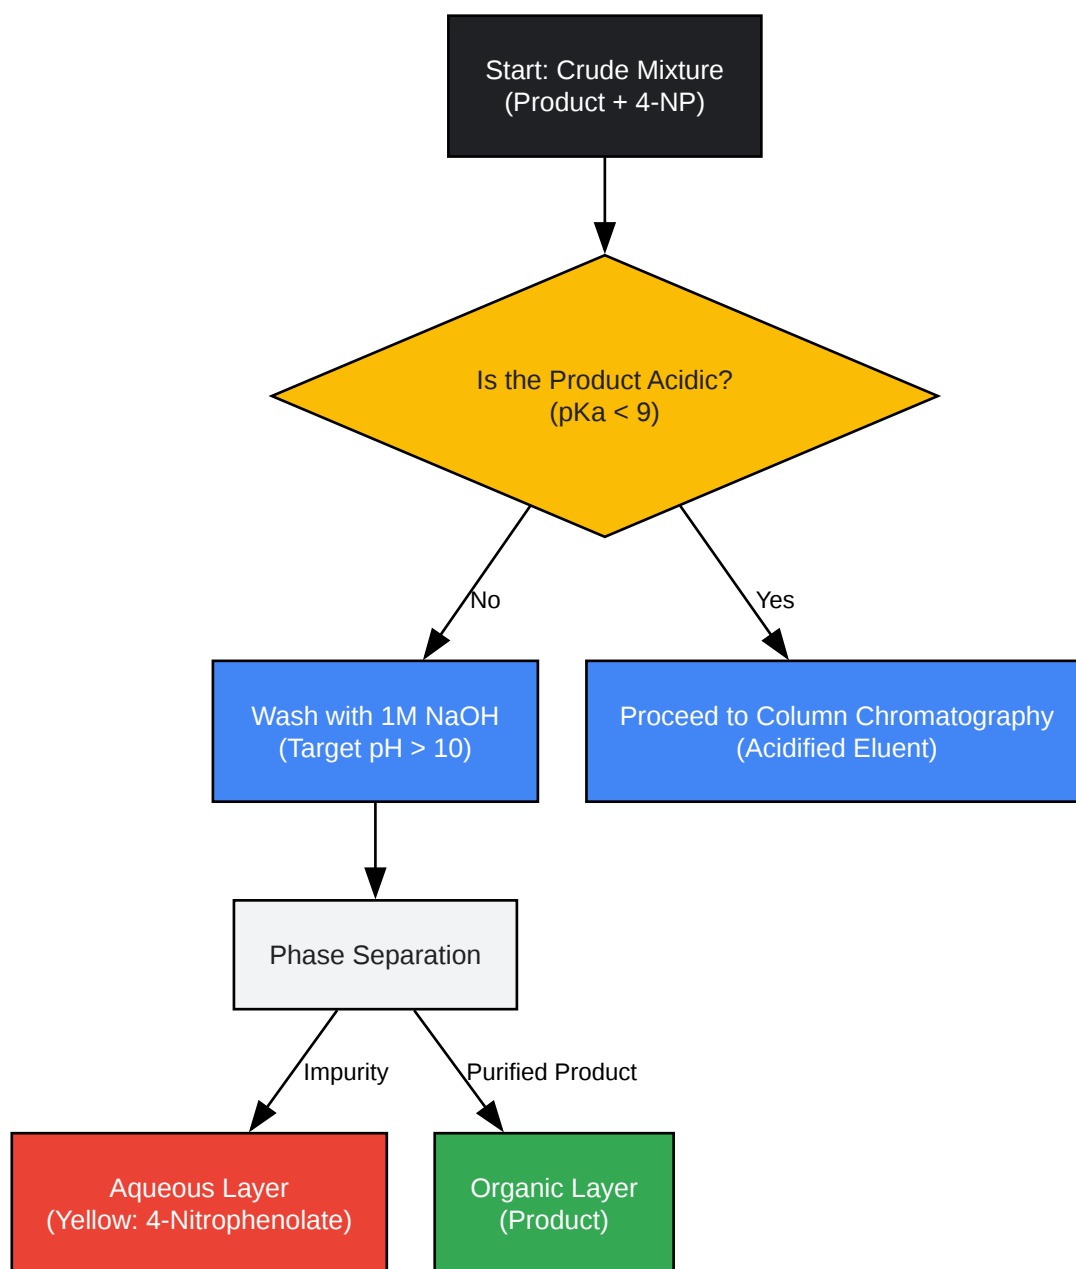 Start: Crude Mixture
(Product + 4-NP)
Is the Product Acidic?
(pKa < 9)
No
Yes
Wash with 1M NaOH
(Target pH > 10)
Proceed to Column Chromatography
(Acidified Eluent)
Phase Separation
Impurity
Purified Product
Aqueous Layer
(Yellow: 4-Nitrophenolate)
Organic Layer
(Product)